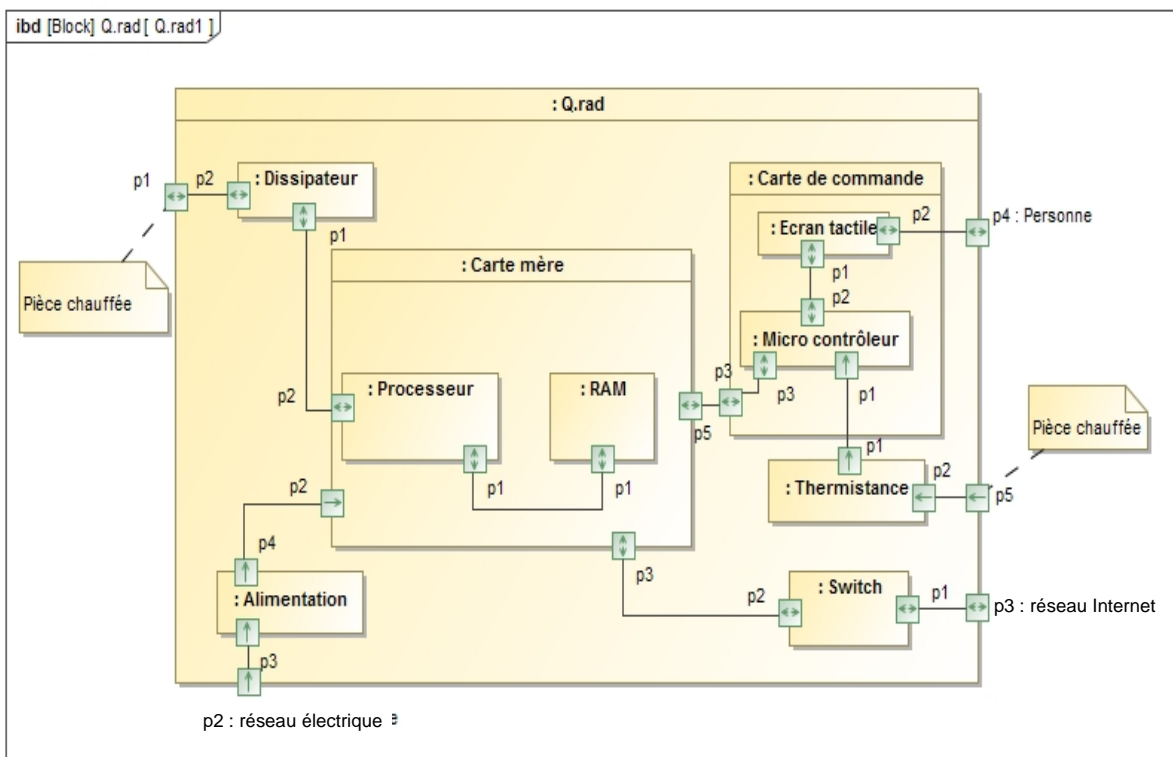 ibd [Block] Q.rad [ Q.rad1 ]
: Q.rad
p1
p2
: Dissipateur
p1
Pièce chauffée
: Carte de commande
: Ecran tactile
p2
p4 : Personne
p1
p2
: Micro contrôleur
p3
p3
p1
: Carte mère
: Processeur
: RAM
p2
p1
p1
p5
Pièce chauffée
p1
: Thermistance
p2
p5
p2
p4
: Alimentation
p3
p3
p2
: Switch
p1
p3 : réseau Internet
p2 : réseau électrique